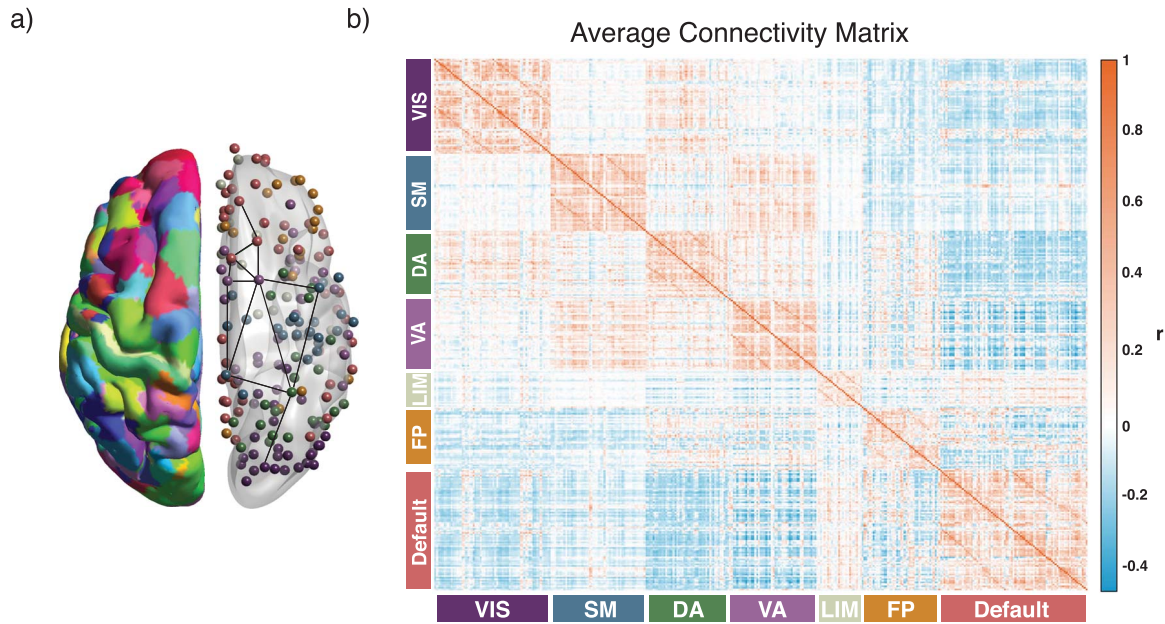 a)
b)
Average Connectivity Matrix
VIS
SM
DA
VA
LIM
FP
Default
VIS
SM
DA
VA
LIM
FP
Default
1
0.8
0.6
0.4
0.2
0
-0.2
-0.4
r